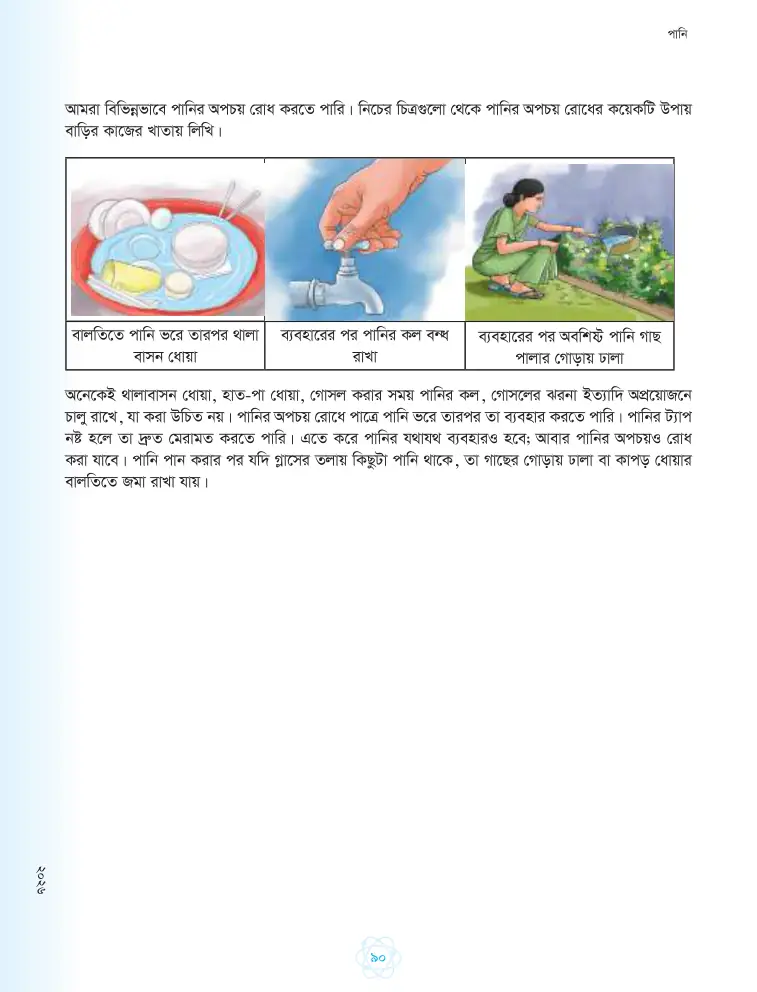 পানি
আমরা বিভিন্নভাবে পানির অপচয় রোধ করতে পারি। নিচের চিত্রগুলো থেকে পানির অপচয় রোধের কয়েকটি উপায়
বাড়ির কাজের খাতায় লিখি।
বালতিতে পানি ভরে তারপর থালা
বাসন ধোয়া
ব্যবহারের পর পানির কল বন্ধ
রাখা
ব্যবহারের পর অবশিষ্ট পানি গাছ
পালার গোড়ায় ঢালা
অনেকেই থালাবাসন ধোয়া, হাত-পা ধোয়া, গোসল করার সময় পানির কল, গোসলের ঝরনা ইত্যাদি অপ্রয়োজনে
চালু রাখে, যা করা উচিত নয়। পানির অপচয় রোধে পাত্রে পানি ভরে তারপর তা ব্যবহার করতে পারি। পানির ট্যাপ
নষ্ট হলে তা দ্রুত মেরামত করতে পারি। এতে করে পানির যথাযথ ব্যবহারও হবে; আবার পানির অপচয়ও রোধ
করা যাবে। পানি পান করার পর যদি গ্লাসের তলায় কিছুটা পানি থাকে, তা গাছের গোড়ায় ঢালা বা কাপড় ধোয়ার
বালতিতে জমা রাখা যায়।
২০২৫
৯০